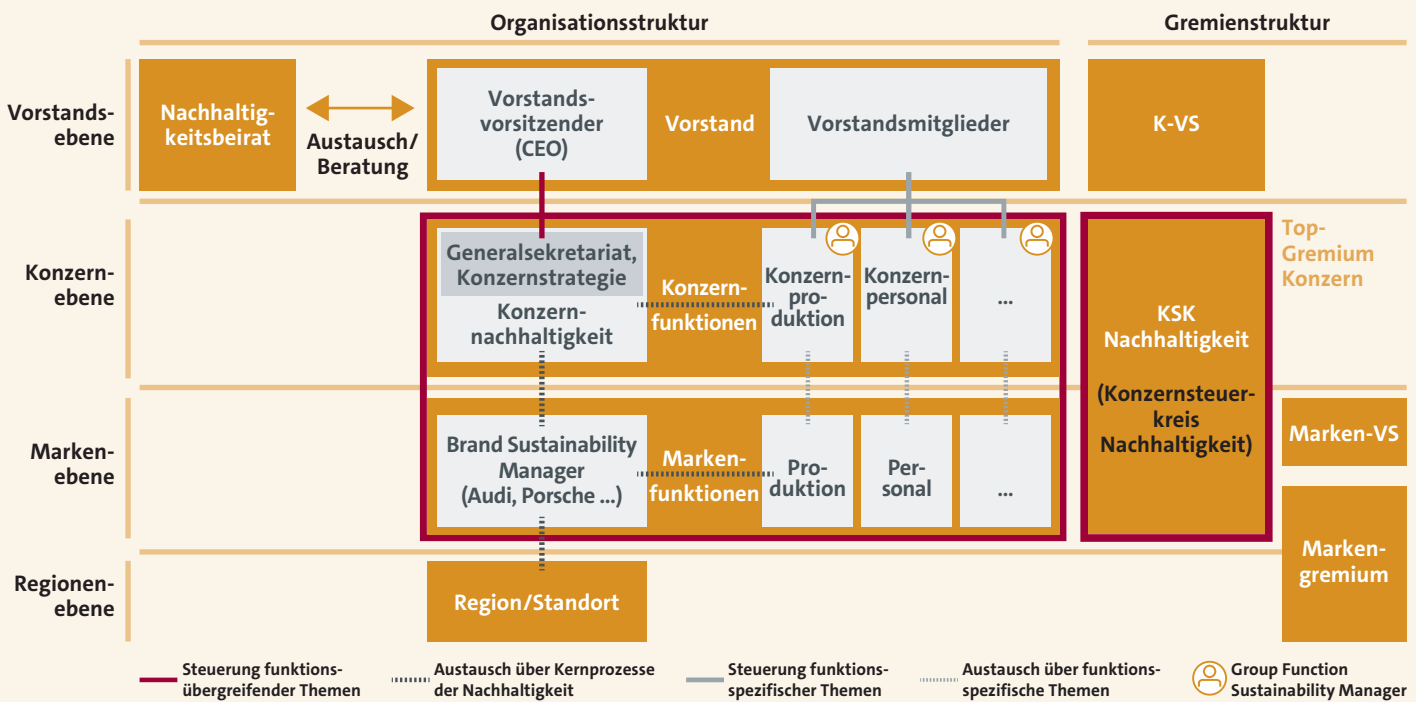 Organisationsstruktur
Gremienstruktur
Vorstands-
ebene
Nachhaltig-
keitsbeirat
Austausch/
Beratung
Vorstands-
vorsitzender
(CEO)
Vorstand
Vorstandsmitglieder
K-VS
Konzern-
ebene
Generalsekretariat,
Konzernstrategie
Konzern-
nachhaltigkeit
Konzern-
funktionen
Konzern-
pro-
duktion
Konzern-
personal
...
KSK
Nachhaltigkeit
(Konzernsteuer-
kreis
Nachhaltigkeit)
Top-
Gremium
Konzern
Marken-
ebene
Brand Sustainability
Manager
(Audi, Porsche ...)
Marken-
funktionen
Pro-
duktion
Per-
sonal
...
Marken-VS
Marken-
gremium
Regionen-
ebene
Region/Standort
Steuerung funktions-
übergreifender Themen
Austausch über Kernprozesse
der Nachhaltigkeit
Steuerung funktions-
spezifischer Themen
Austausch über funktions-
spezifische Themen
Group Function
Sustainability Manager